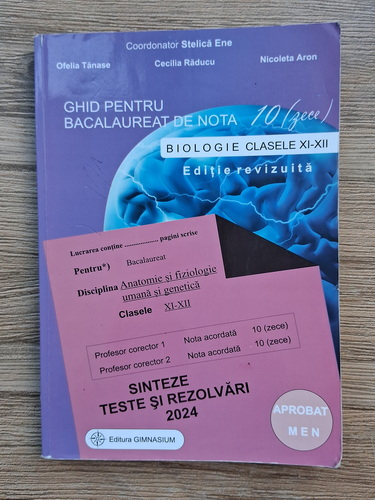 Coordonator Stelică Ene
Ofelia Tănase Cecilia Răducu Nicoleta Aron
GHID PENTRU
BACALAUREAT DE NOTA 10 (zece)
BIOLOGIE CLASELE XI-XII
Ediție revizuită
Lucrarea conține .................. pagini scrise
Pentru*) Bacalaureat
Disciplina Anatomie și fiziologie
umană și genetică
Clasele XI-XII
Profesor corector 1 Nota acordată 10 (zece)
Profesor corector 2 Nota acordată 10 (zece)
SINTEZE
TESTE ȘI REZOLVĂRI
2024
APROBAT
MEN
Editura GIMNASIUM